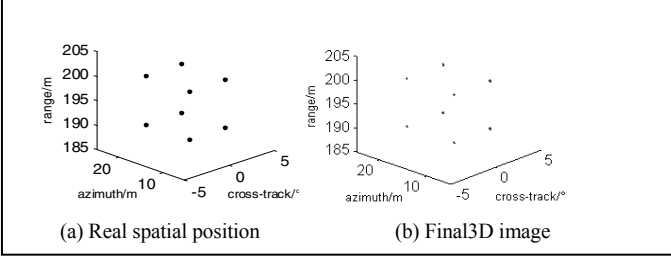 205
200
195
190
185
range/m
20
10
azimuth/m
-5
0
5
cross-track/°
(a) Real spatial position
205
200
195
190
185
range/m
20
10
azimuth/m
-5
0
5
cross-track/°
(b) Final3D image